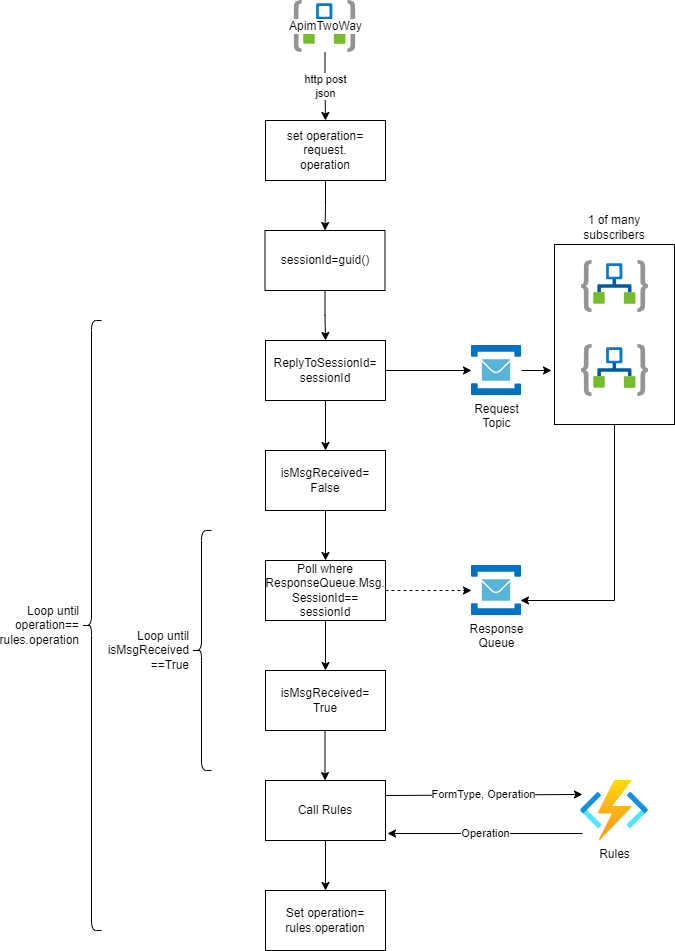 ApimTwoWay
http post
json
set operation=
request.
operation
sessionId=guid()
1 of many
subscribers
ReplyToSessionId=
sessionId
Request
Topic
isMsgReceived=
False
Poll where
ResponseQueue.Msg.
SessionId==
sessionId
Response
Queue
Loop until
operation==
rules.operation
Loop until
isMsgReceived
==True
isMsgReceived=
True
Call Rules
FormType, Operation
Operation
Rules
Set operation=
rules.operation